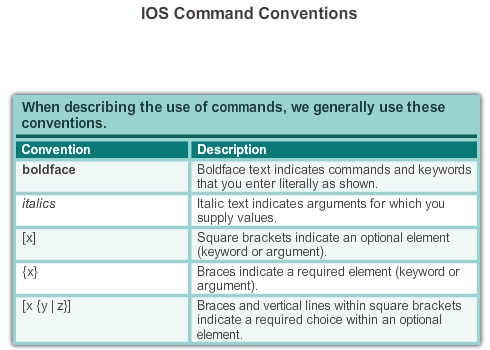 IOS Command Conventions
When describing the use of commands, we generally use these
conventions.
Convention Description
boldface Boldface text indicates commands and keywords
that you enter literally as shown.
italics Italic text indicates arguments for which you
supply values.
[x] Square brackets indicate an optional element
(keyword or argument).
{x} Braces indicate a required element (keyword or
argument).
[x {y | z}] Braces and vertical lines within square brackets
indicate a required choice within an optional
element.